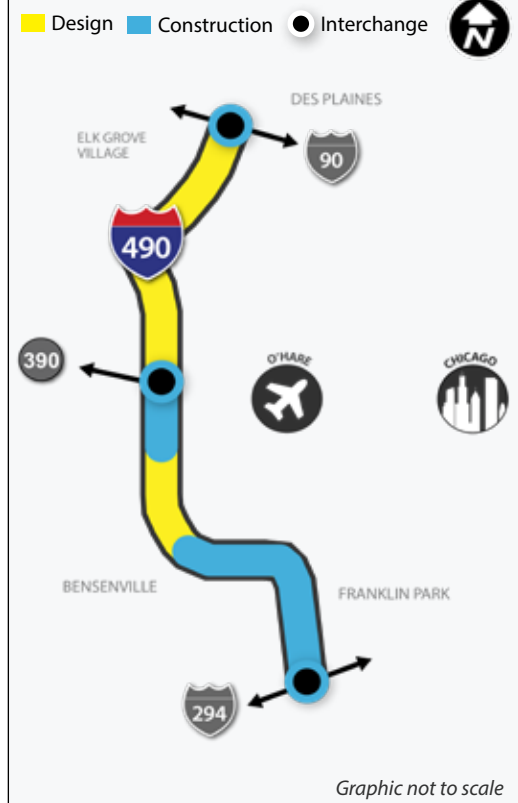 Design Construction Interchange
N
DES PLAINES
ELK GROVE
VILLAGE
90
490
390
O'HARE
CHICAGO
BENSENVILLE
FRANKLIN PARK
294
Graphic not to scale